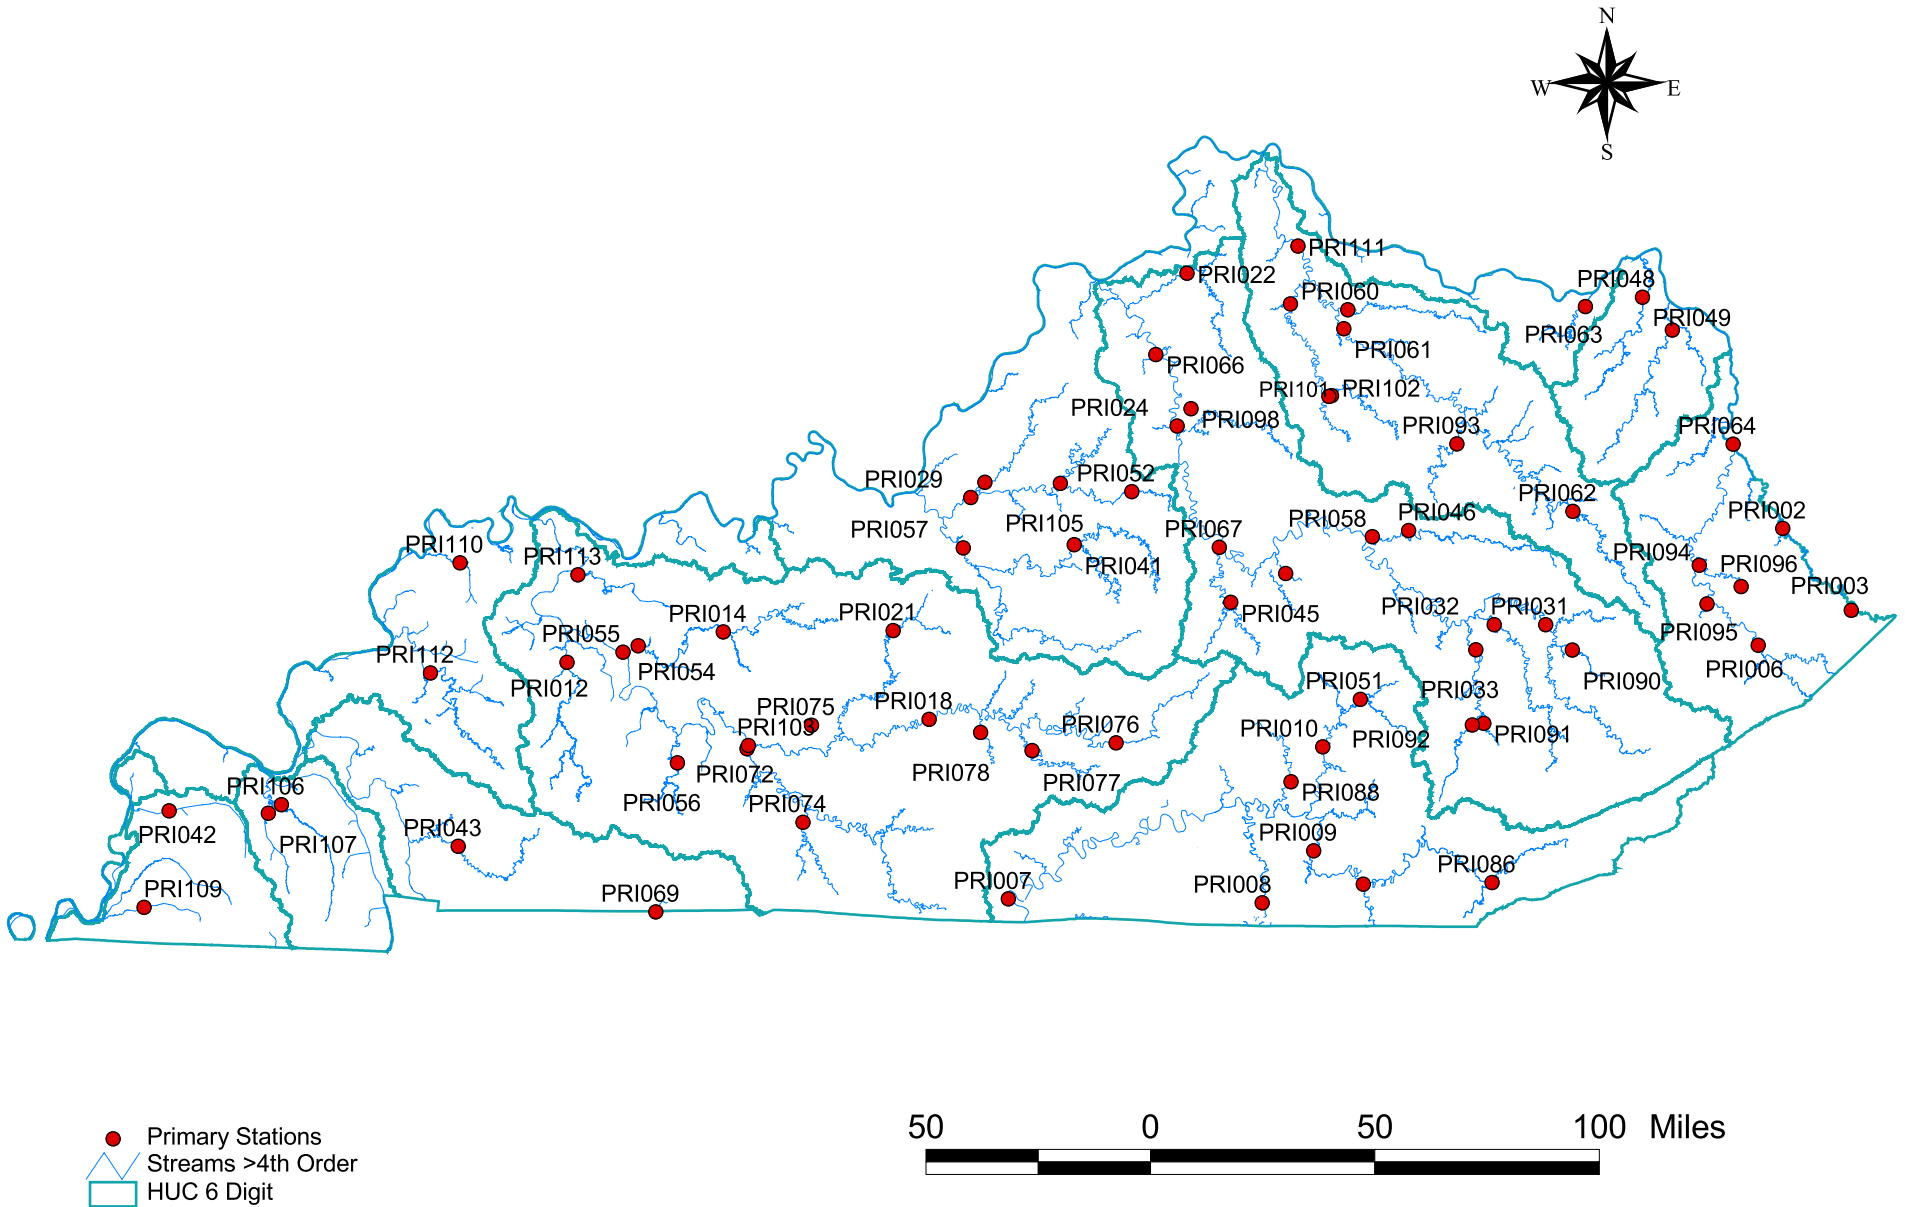 N
W E
S
PRI111
PRI022
PRI048
PRI060
PRI049
PRI063
PRI061
PRI066
PRI101 PRI102
PRI024
PRI098
PRI093
PRI064
PRI052
PRI029
PRI062
PRI002
PRI046
PRI058
PRI105
PRI067
PRI057
PRI110
PRI113
PRI094
PRI096
PRI041
PRI003
PRI032
PRI031
PRI014
PRI021
PRI045
PRI055
PRI095
PRI112
PRI054
PRI006
PRI012
PRI051
PRI090
PRI033
PRI018
PRI075
PRI103
PRI076
PRI010
PRI092
PRI091
PRI072
PRI078
PRI077
PRI106
PRI088
PRI056
PRI074
PRI043
PRI009
PRI042
PRI107
PRI086
PRI007
PRI008
PRI109
PRI069
50 0 50 100 Miles
Primary Stations
Streams >4th Order
HUC 6 Digit